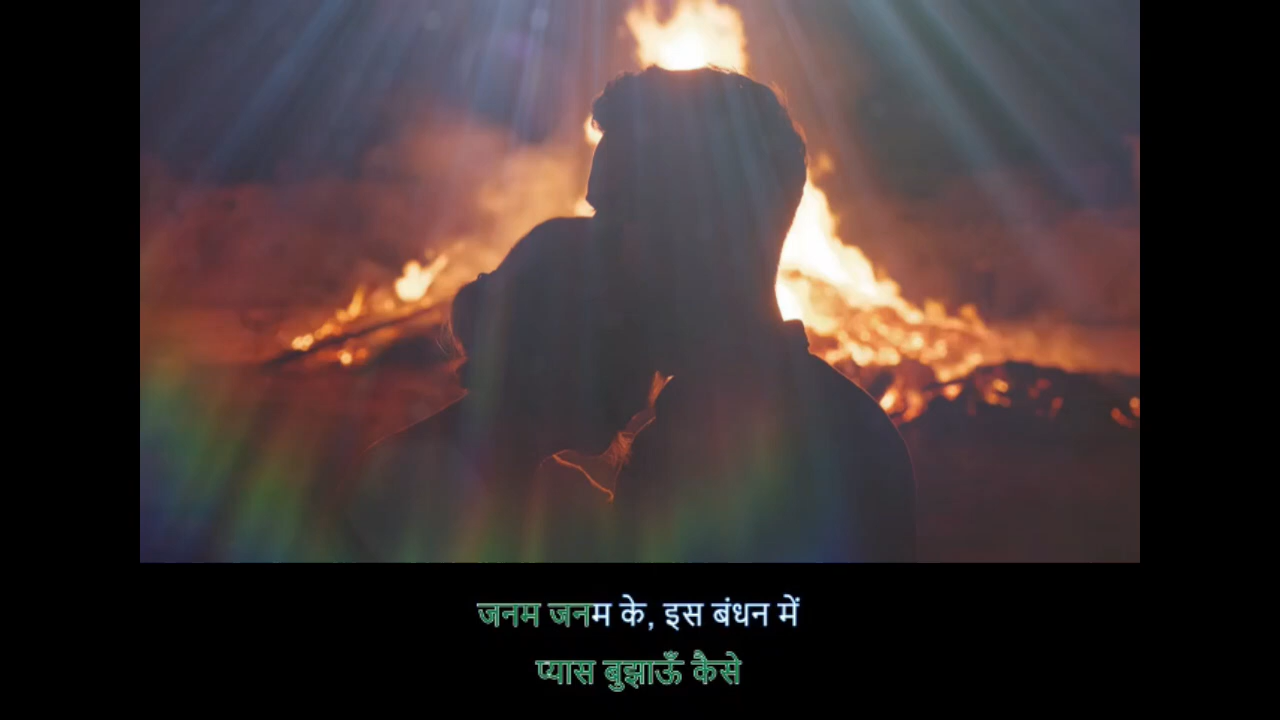 जनम जनम के, इस बंधन में
प्यास बुझाऊँ कैसे